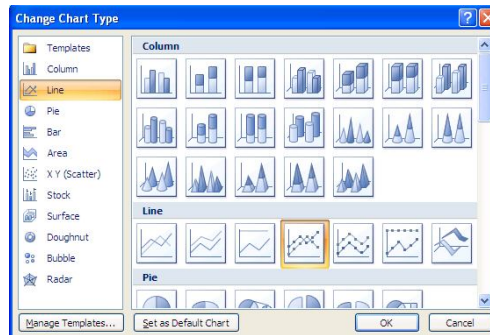 Change Chart Type
Templates
Column
Line
Pie
Bar
Area
X Y (Scatter)
Stock
Surface
Doughnut
Bubble
Radar
Column
Line
Pie
Manage Templates...
Set as Default Chart
OK
Cancel